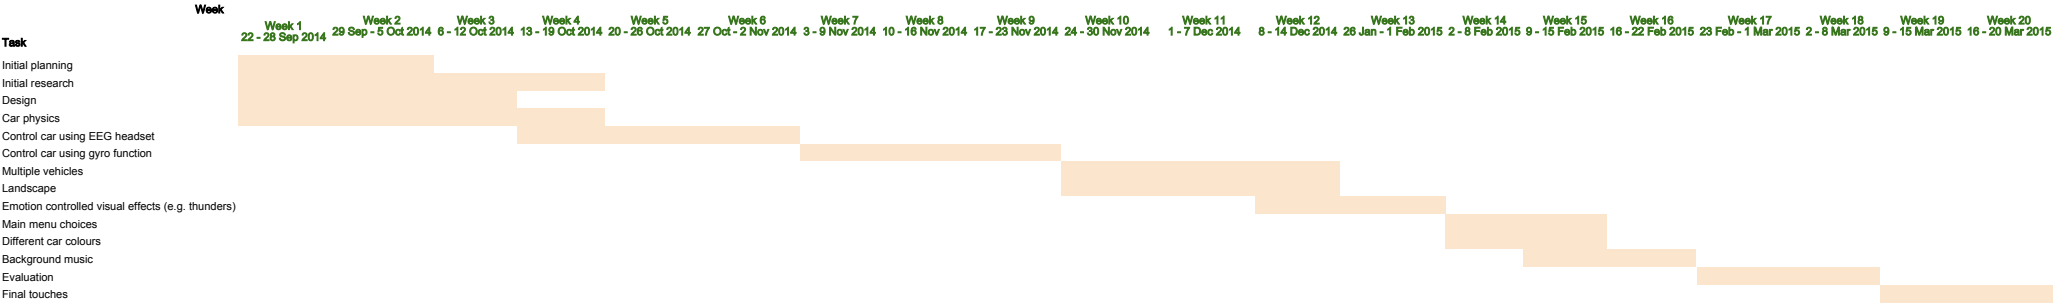 Week
Week 1 Week 2 Week 3 Week 4 Week 5 Week 6 Week 7 Week 8 Week 9 Week 10 Week 11 Week 12 Week 13 Week 14 Week 15 Week 16 Week 17 Week 18 Week 19 Week 20
22 - 28 Sep 2014 29 Sep - 5 Oct 2014 6 - 12 Oct 2014 13 - 19 Oct 2014 20 - 26 Oct 2014 27 Oct - 2 Nov 2014 3 - 9 Nov 2014 10 - 16 Nov 2014 17 - 23 Nov 2014 24 - 30 Nov 2014 1 - 7 Dec 2014 8 - 14 Dec 2014 26 Jan - 1 Feb 2015 2 - 8 Feb 2015 9 - 15 Feb 2015 16 - 22 Feb 2015 23 Feb - 1 Mar 2015 2 - 8 Mar 2015 9 - 15 Mar 2015 16 - 20 Mar 2015
Task
Initial planning
Initial research
Design
Car physics
Control car using EEG headset
Control car using gyro function
Multiple vehicles
Landscape
Emotion controlled visual effects (e.g. thunders)
Main menu choices
Different car colours
Background music
Evaluation
Final touches